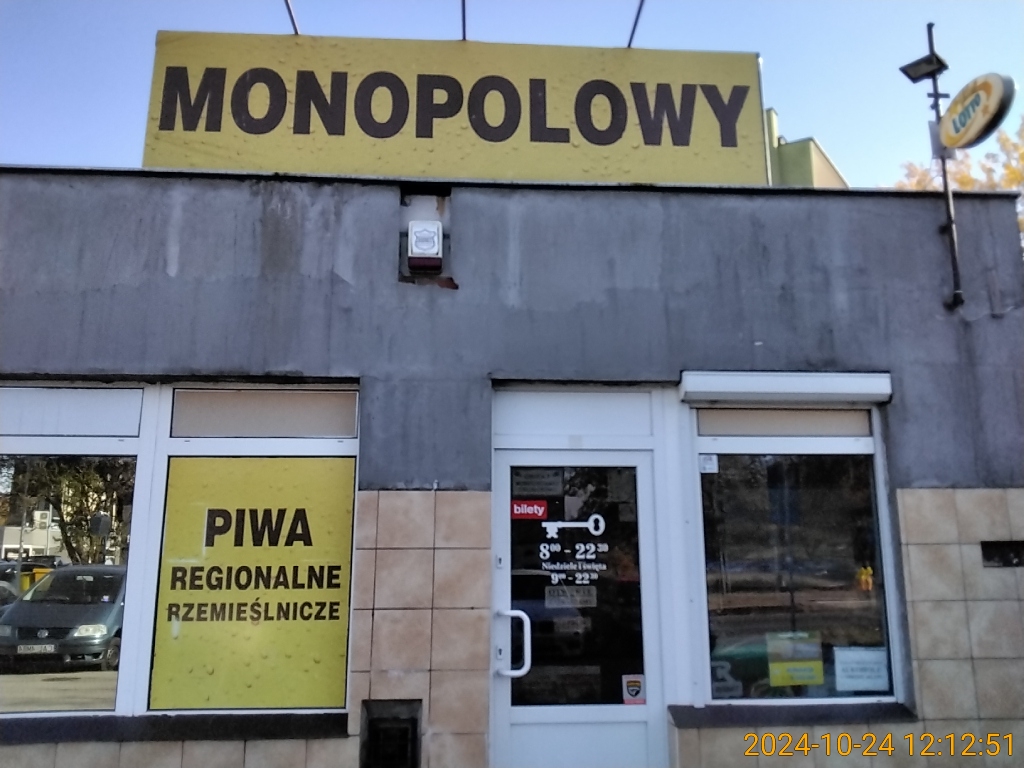 MONOPOLOWY
LOTTO
PIWA
REGIONALNE
RZEMIEŚLNICZE
bilety
8⁰⁰ - 22³⁰
Niedziele i święta
9⁰⁰ - 22³⁰
2024-10-24 12:12:51